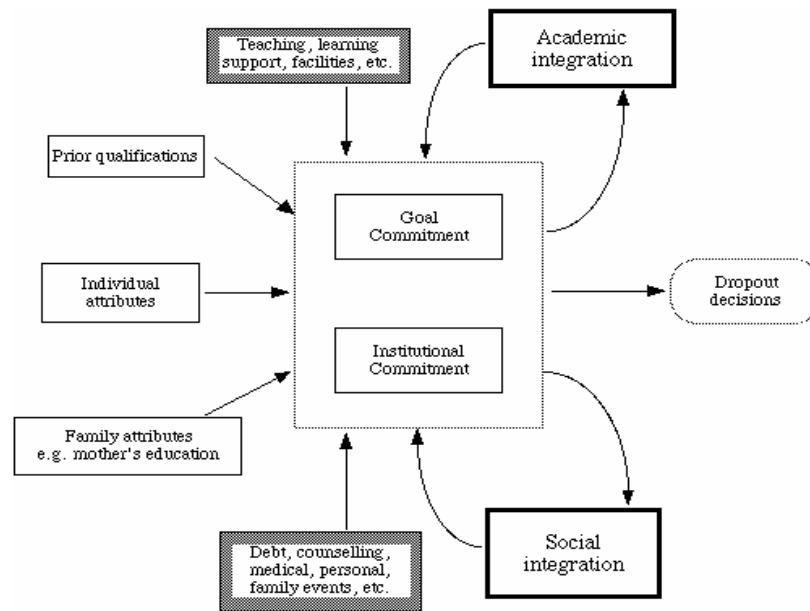 Teaching, learning
support, facilities, etc.
Academic
integration
Prior qualifications
Goal
Commitment
Individual
attributes
Dropout
decisions
Institutional
Commitment
Family attributes
e.g. mother's education
Debt, counselling,
medical, personal,
family events, etc.
Social
integration